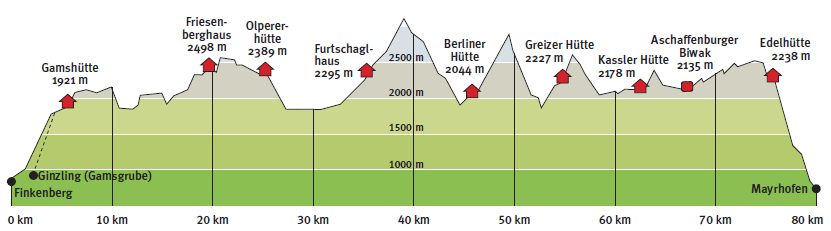 Gamshütte
1921 m
Friesen-
berghaus
2498 m
Olperer-
hütte
2389 m
Furtschagl-
haus
2295 m
Berliner
Hütte
2044 m
Greizer Hütte
2227 m
Kassler Hütte
2178 m
Aschaffenburger
Biwak
2135 m
Edelhütte
2238 m
2500 m
2000 m
1500 m
1000 m
Ginzling (Gamsgrube)
Finkenberg
Mayrhofen
0 km
10 km
20 km
30 km
40 km
50 km
60 km
70 km
80 km